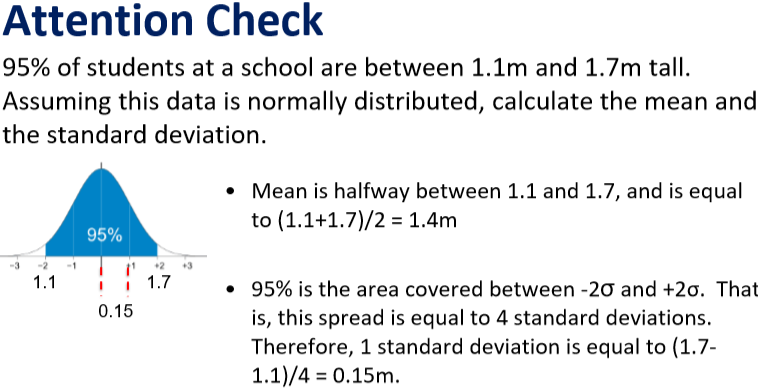 Attention Check
95% of students at a school are between 1.1m and 1.7m tall.
Assuming this data is normally distributed, calculate the mean and
the standard deviation.
95%
-3 -2 -1 +1 +2 +3
1.1 1.7
0.15
• Mean is halfway between 1.1 and 1.7, and is equal
to (1.1+1.7)/2 = 1.4m
• 95% is the area covered between -2σ and +2σ. That
is, this spread is equal to 4 standard deviations.
Therefore, 1 standard deviation is equal to (1.7-
1.1)/4 = 0.15m.